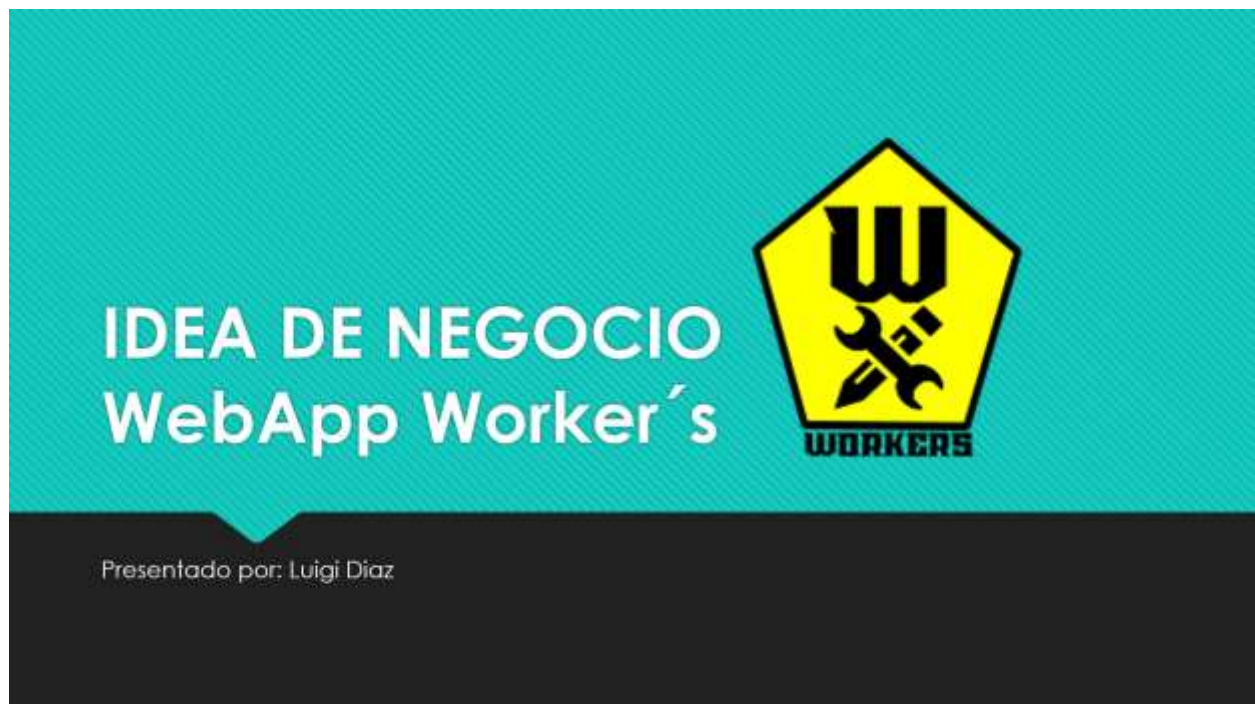 IDEA DE NEGOCIO
WebApp Worker´s
W
WORKERS
Presentado por: Luigi Diaz